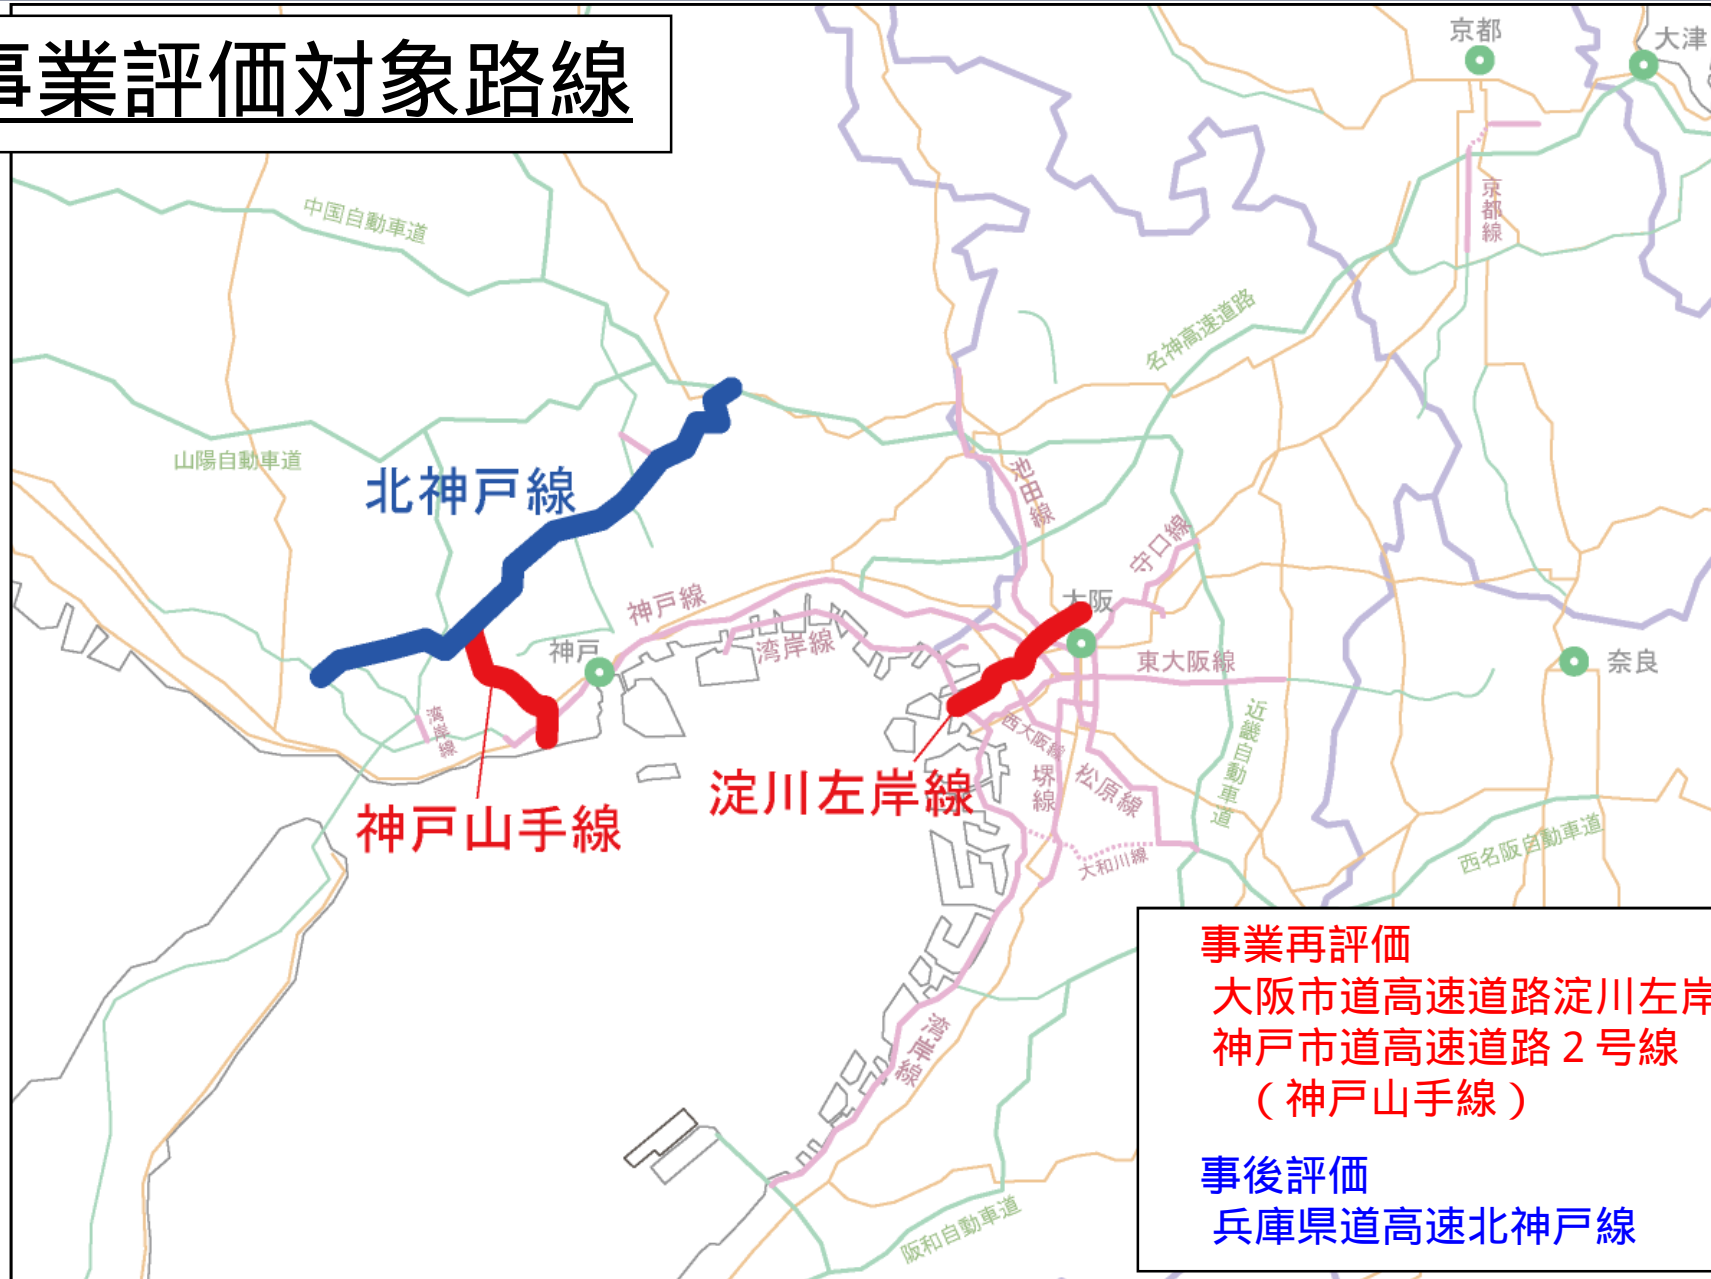 事業評価対象路線
京都
大津
中国自動車道
京都線
名神高速道路
山陽自動車道
北神戸線
池田線
守口線
神戸線
大阪
湾岸線
神戸
東大阪線
奈良
湾岸線
西大阪線
近畿自動車道
淀川左岸線
堺線
松原線
神戸山手線
大和川線
西名阪自動車道
湾岸線
阪和自動車道
事業再評価
大阪市道高速道路淀川左岸
神戸市道高速道路２号線
（神戸山手線）
事後評価
兵庫県道高速北神戸線